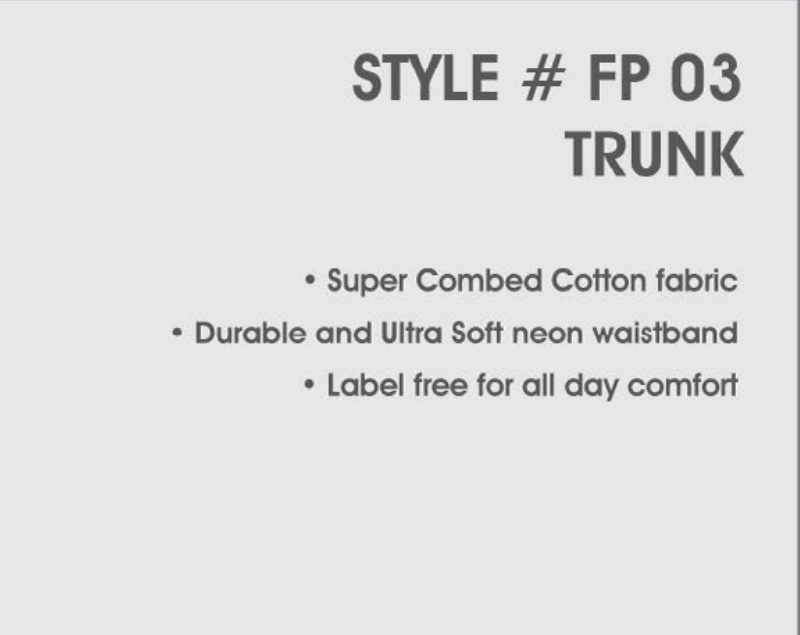 STYLE # FP 03
TRUNK
• Super Combed Cotton fabric
• Durable and Ultra Soft neon waistband
• Label free for all day comfort